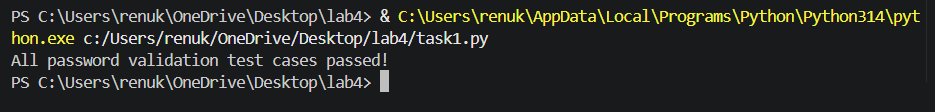 PS C:\Users\renuk\OneDrive\Desktop\lab4> & C:\Users\renuk\AppData\Local\Programs\Python\Python314\pyt
hon.exe c:/Users/renuk/OneDrive/Desktop/lab4/task1.py
All password validation test cases passed!
PS C:\Users\renuk\OneDrive\Desktop\lab4>